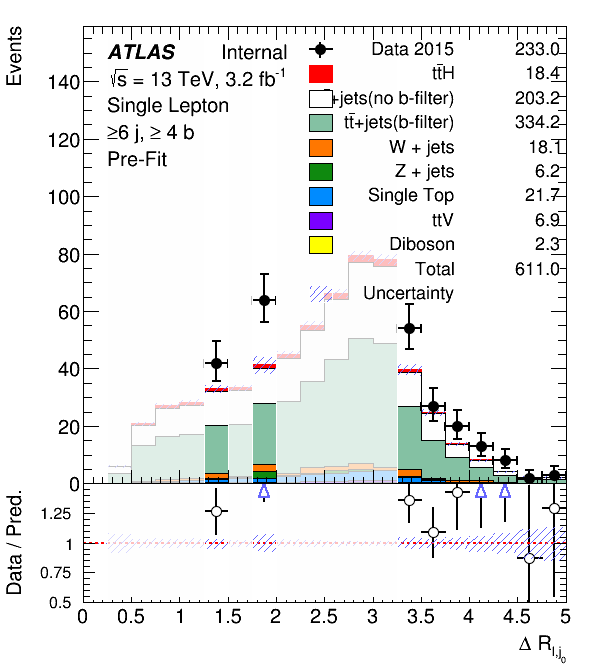 Events
ATLAS Internal
√s = 13 TeV, 3.2 fb⁻¹
Single Lepton
≥6 j, ≥ 4 b
Pre-Fit
Data 2015 233.0
tt̄H 18.4
+jets(no b-filter) 203.2
tt̄+jets(b-filter) 334.2
W + jets 18.1
Z + jets 6.2
Single Top 21.7
ttV 6.9
Diboson 2.3
Total 611.0
Uncertainty
140
120
100
80
60
40
20
0
Data / Pred.
1.25
1
0.75
0.5
0 0.5 1 1.5 2 2.5 3 3.5 4 4.5 5
Δ R_{l,j_0}